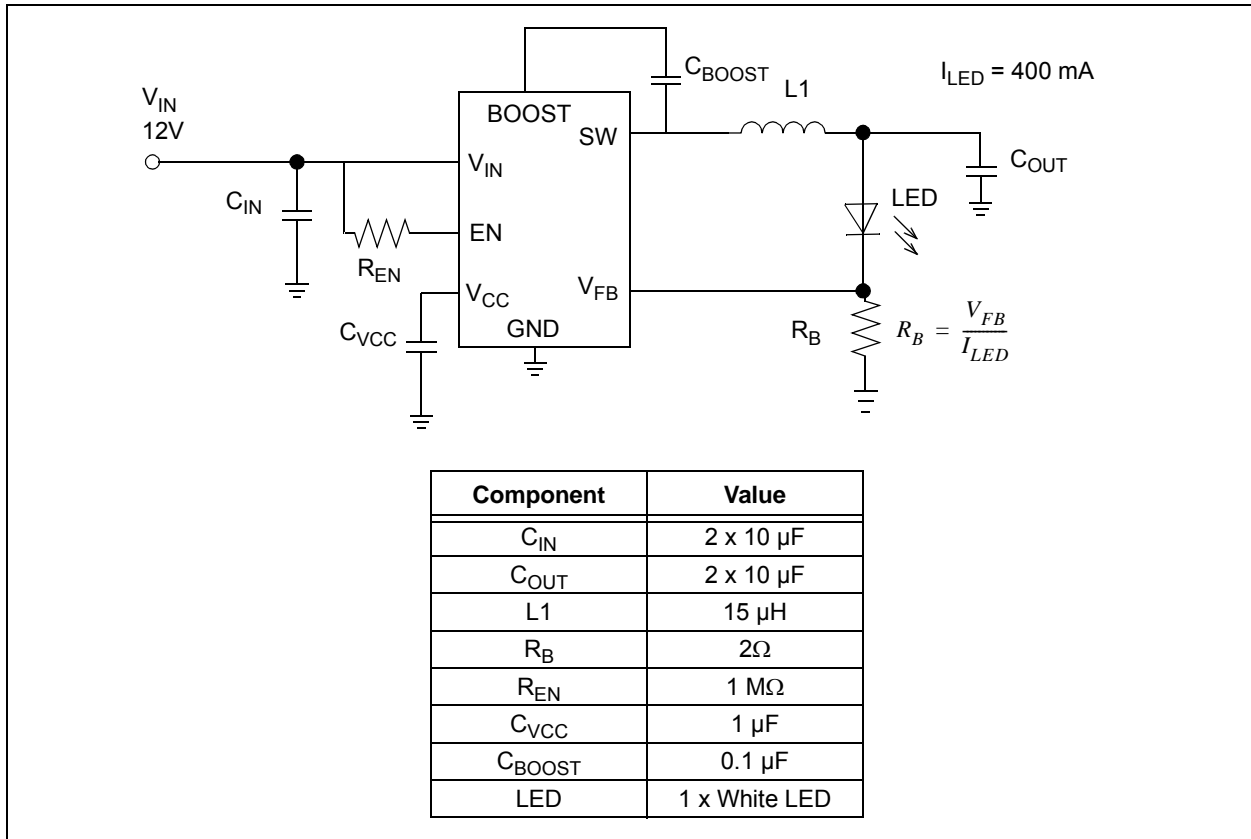 C_BOOST
I_LED = 400 mA
V_IN
12V
L1
BOOST
SW
V_IN
C_OUT
C_IN
LED
EN
R_EN
V_CC
V_FB
GND
C_VCC
R_B
R_B = V_FB / I_LED
Component Value
C_IN 2 x 10 µF
C_OUT 2 x 10 µF
L1 15 µH
R_B 2Ω
R_EN 1 MΩ
C_VCC 1 µF
C_BOOST 0.1 µF
LED 1 x White LED